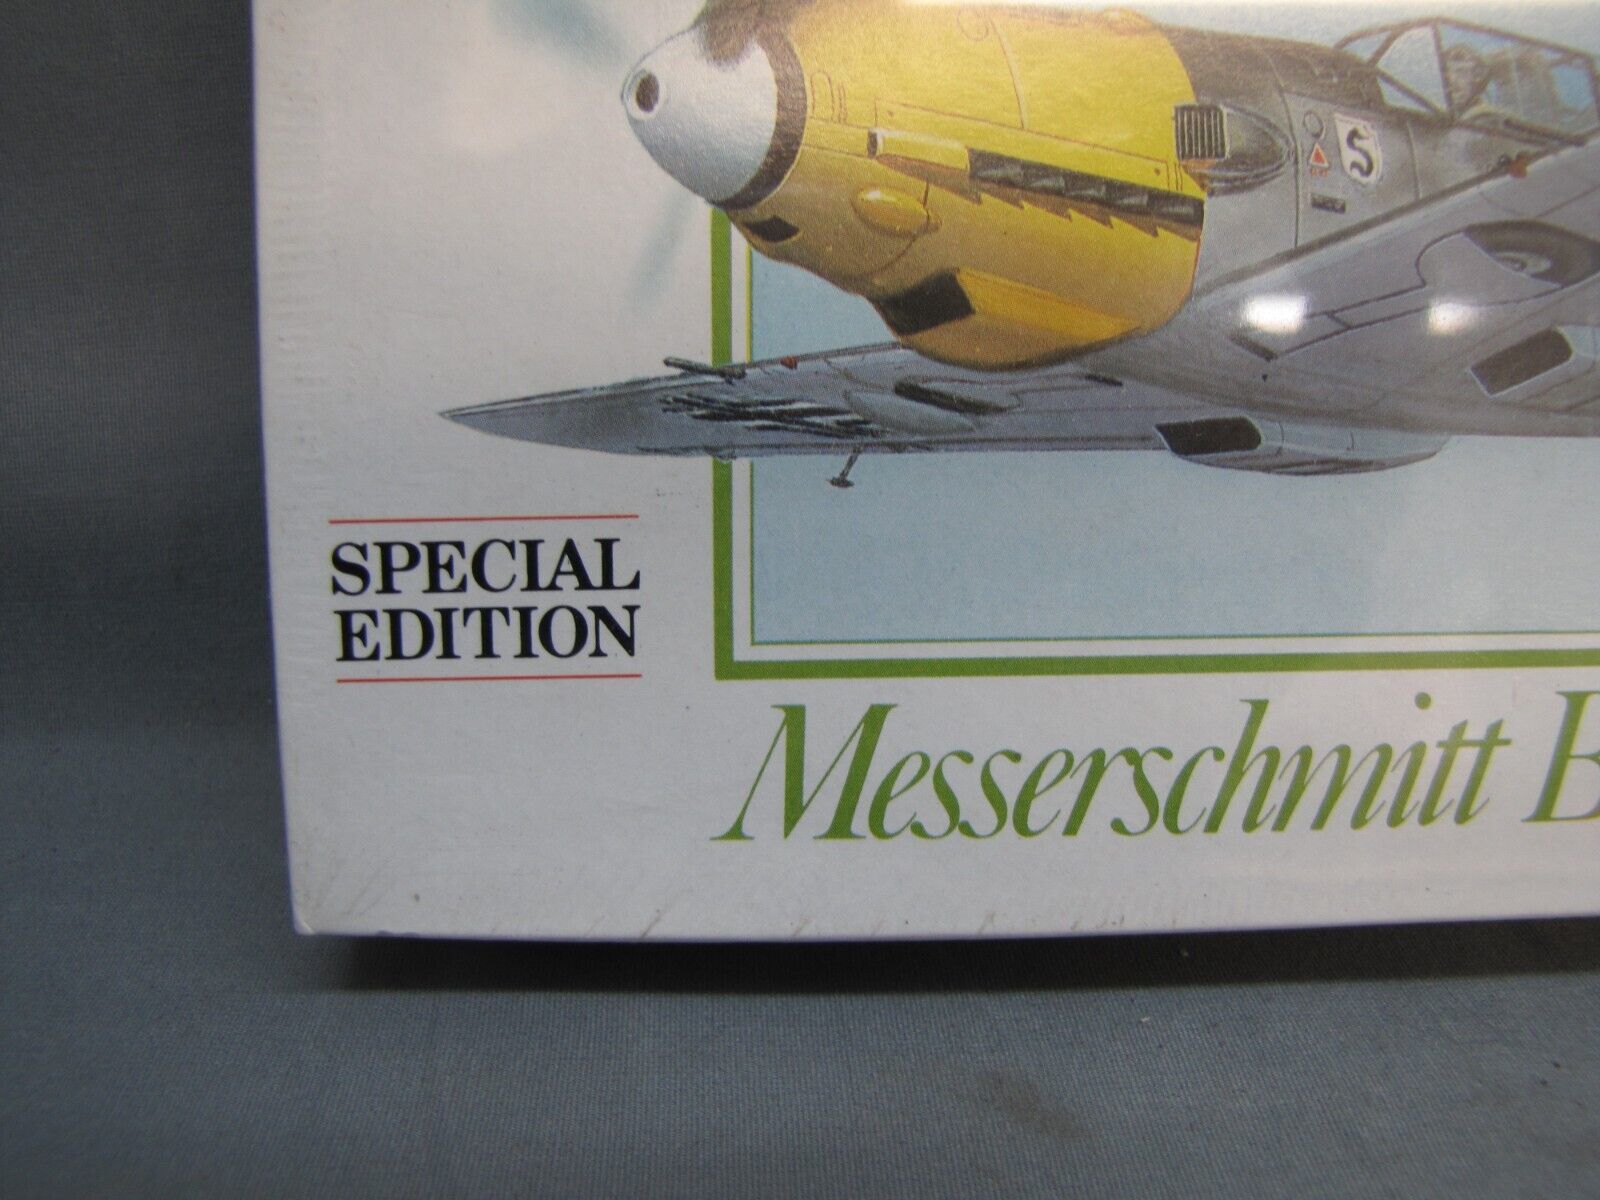 S
SPECIAL
EDITION
Messerschmitt B